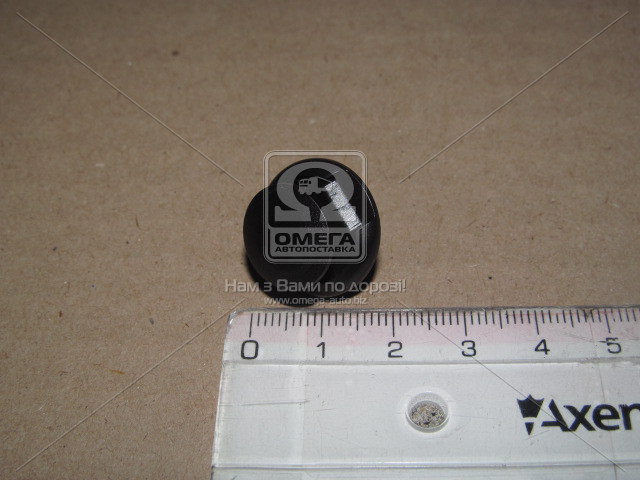 ОМЕГА
АВТОПОСТАВКА
Нам з Вами по дорозі!
www.omega-auto.biz
0 1 2 3 4 5
Axen